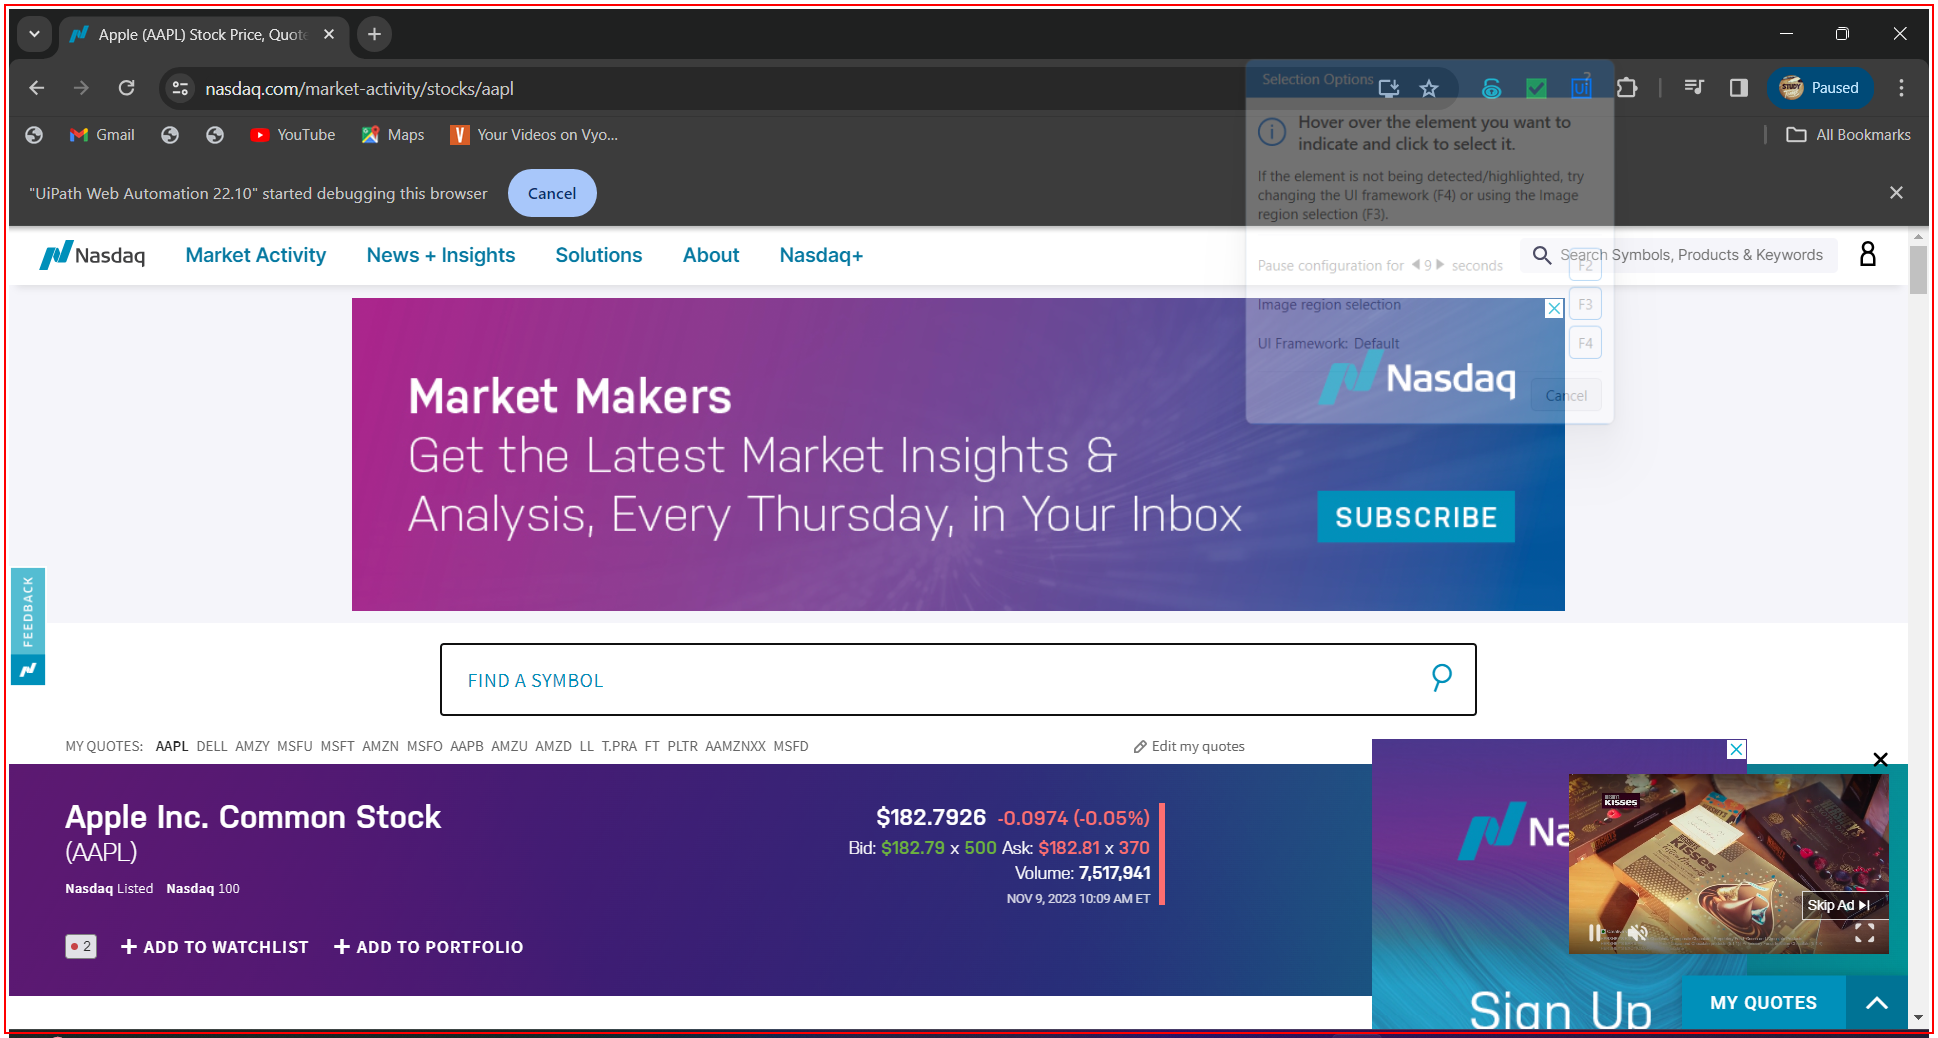 Apple (AAPL) Stock Price, Quote
nasdaq.com/market-activity/stocks/aapl
Paused
Gmail
YouTube
Maps
Your Videos on Vyo...
All Bookmarks
"UiPath Web Automation 22.10" started debugging this browser
Cancel
Selection Options
?
Hover over the element you want to
indicate and click to select it.
If the element is not being detected/highlighted, try
changing the UI framework (F4) or using the Image
region selection (F3).
Pause configuration for 9 seconds
F2
Image region selection
F3
UI Framework: Default
F4
Cancel
Nasdaq
Market Activity
News + Insights
Solutions
About
Nasdaq+
Search Symbols, Products & Keywords
Market Makers
Get the Latest Market Insights &
Analysis, Every Thursday, in Your Inbox
Nasdaq
SUBSCRIBE
FEEDBACK
FIND A SYMBOL
MY QUOTES: AAPL DELL AMZY MSFU MSFT AMZN MSFO AAPB AMZU AMZD LL T.PRA FT PLTR AAMZNXX MSFD
Edit my quotes
Apple Inc. Common Stock
(AAPL)
Nasdaq Listed Nasdaq 100
$182.7926 -0.0974 (-0.05%)
Bid: $182.79 x 500 Ask: $182.81 x 370
Volume: 7,517,941
NOV 9, 2023 10:09 AM ET
2
+ ADD TO WATCHLIST
+ ADD TO PORTFOLIO
Na
KISSES
KISSES
Skip Ad
Sign Up
MY QUOTES